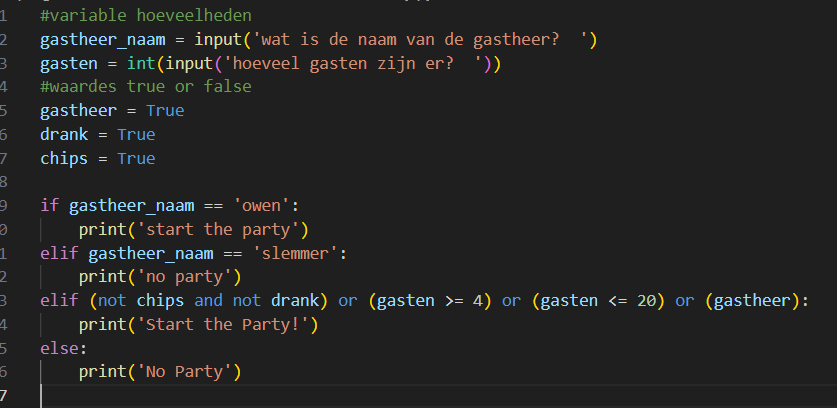 1 #variable hoeveelheden
2 gastheer_naam = input('wat is de naam van de gastheer?  ')
3 gasten = int(input('hoeveel gasten zijn er?  '))
4 #waardes true or false
5 gastheer = True
6 drank = True
7 chips = True
8
9 if gastheer_naam == 'owen':
0     print('start the party')
1 elif gastheer_naam == 'slemmer':
2     print('no party')
3 elif (not chips and not drank) or (gasten >= 4) or (gasten <= 20) or (gastheer):
4     print('Start the Party!')
5 else:
6     print('No Party')
7